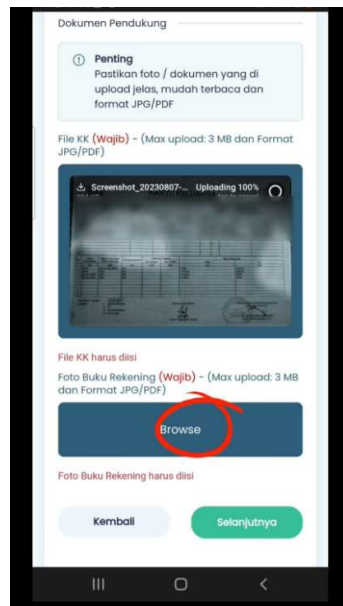 Dokumen Pendukung
Penting
Pastikan foto / dokumen yang di
upload jelas, mudah terbaca dan
format JPG/PDF
File KK (Wajib) - (Max upload: 3 MB dan Format
JPG/PDF)
Screenshot_20230807-... Uploading 100%
File KK harus diisi
Foto Buku Rekening (Wajib) - (Max upload: 3 MB
dan Format JPG/PDF)
Browse
Foto Buku Rekening harus diisi
Kembali
Selanjutnya